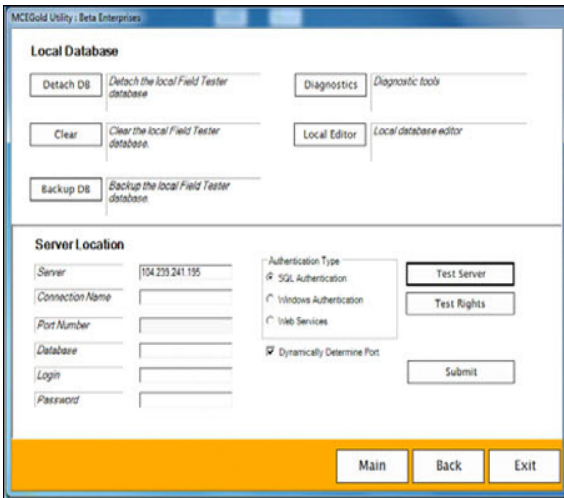 MCEGold Utility : Beta Enterprises
Local Database
Detach DB
Detach the local Field Tester
database
Diagnostics
Diagnostic tools
Clear
Clear the local Field Tester
database.
Local Editor
Local database editor
Backup DB
Backup the local Field Tester
database.
Server Location
Server
104.239.241.195
Connection Name
Port Number
Database
Login
Password
Authentication Type
SQL Authentication
Windows Authentication
Web Services
Dynamically Determine Port
Test Server
Test Rights
Submit
Main
Back
Exit